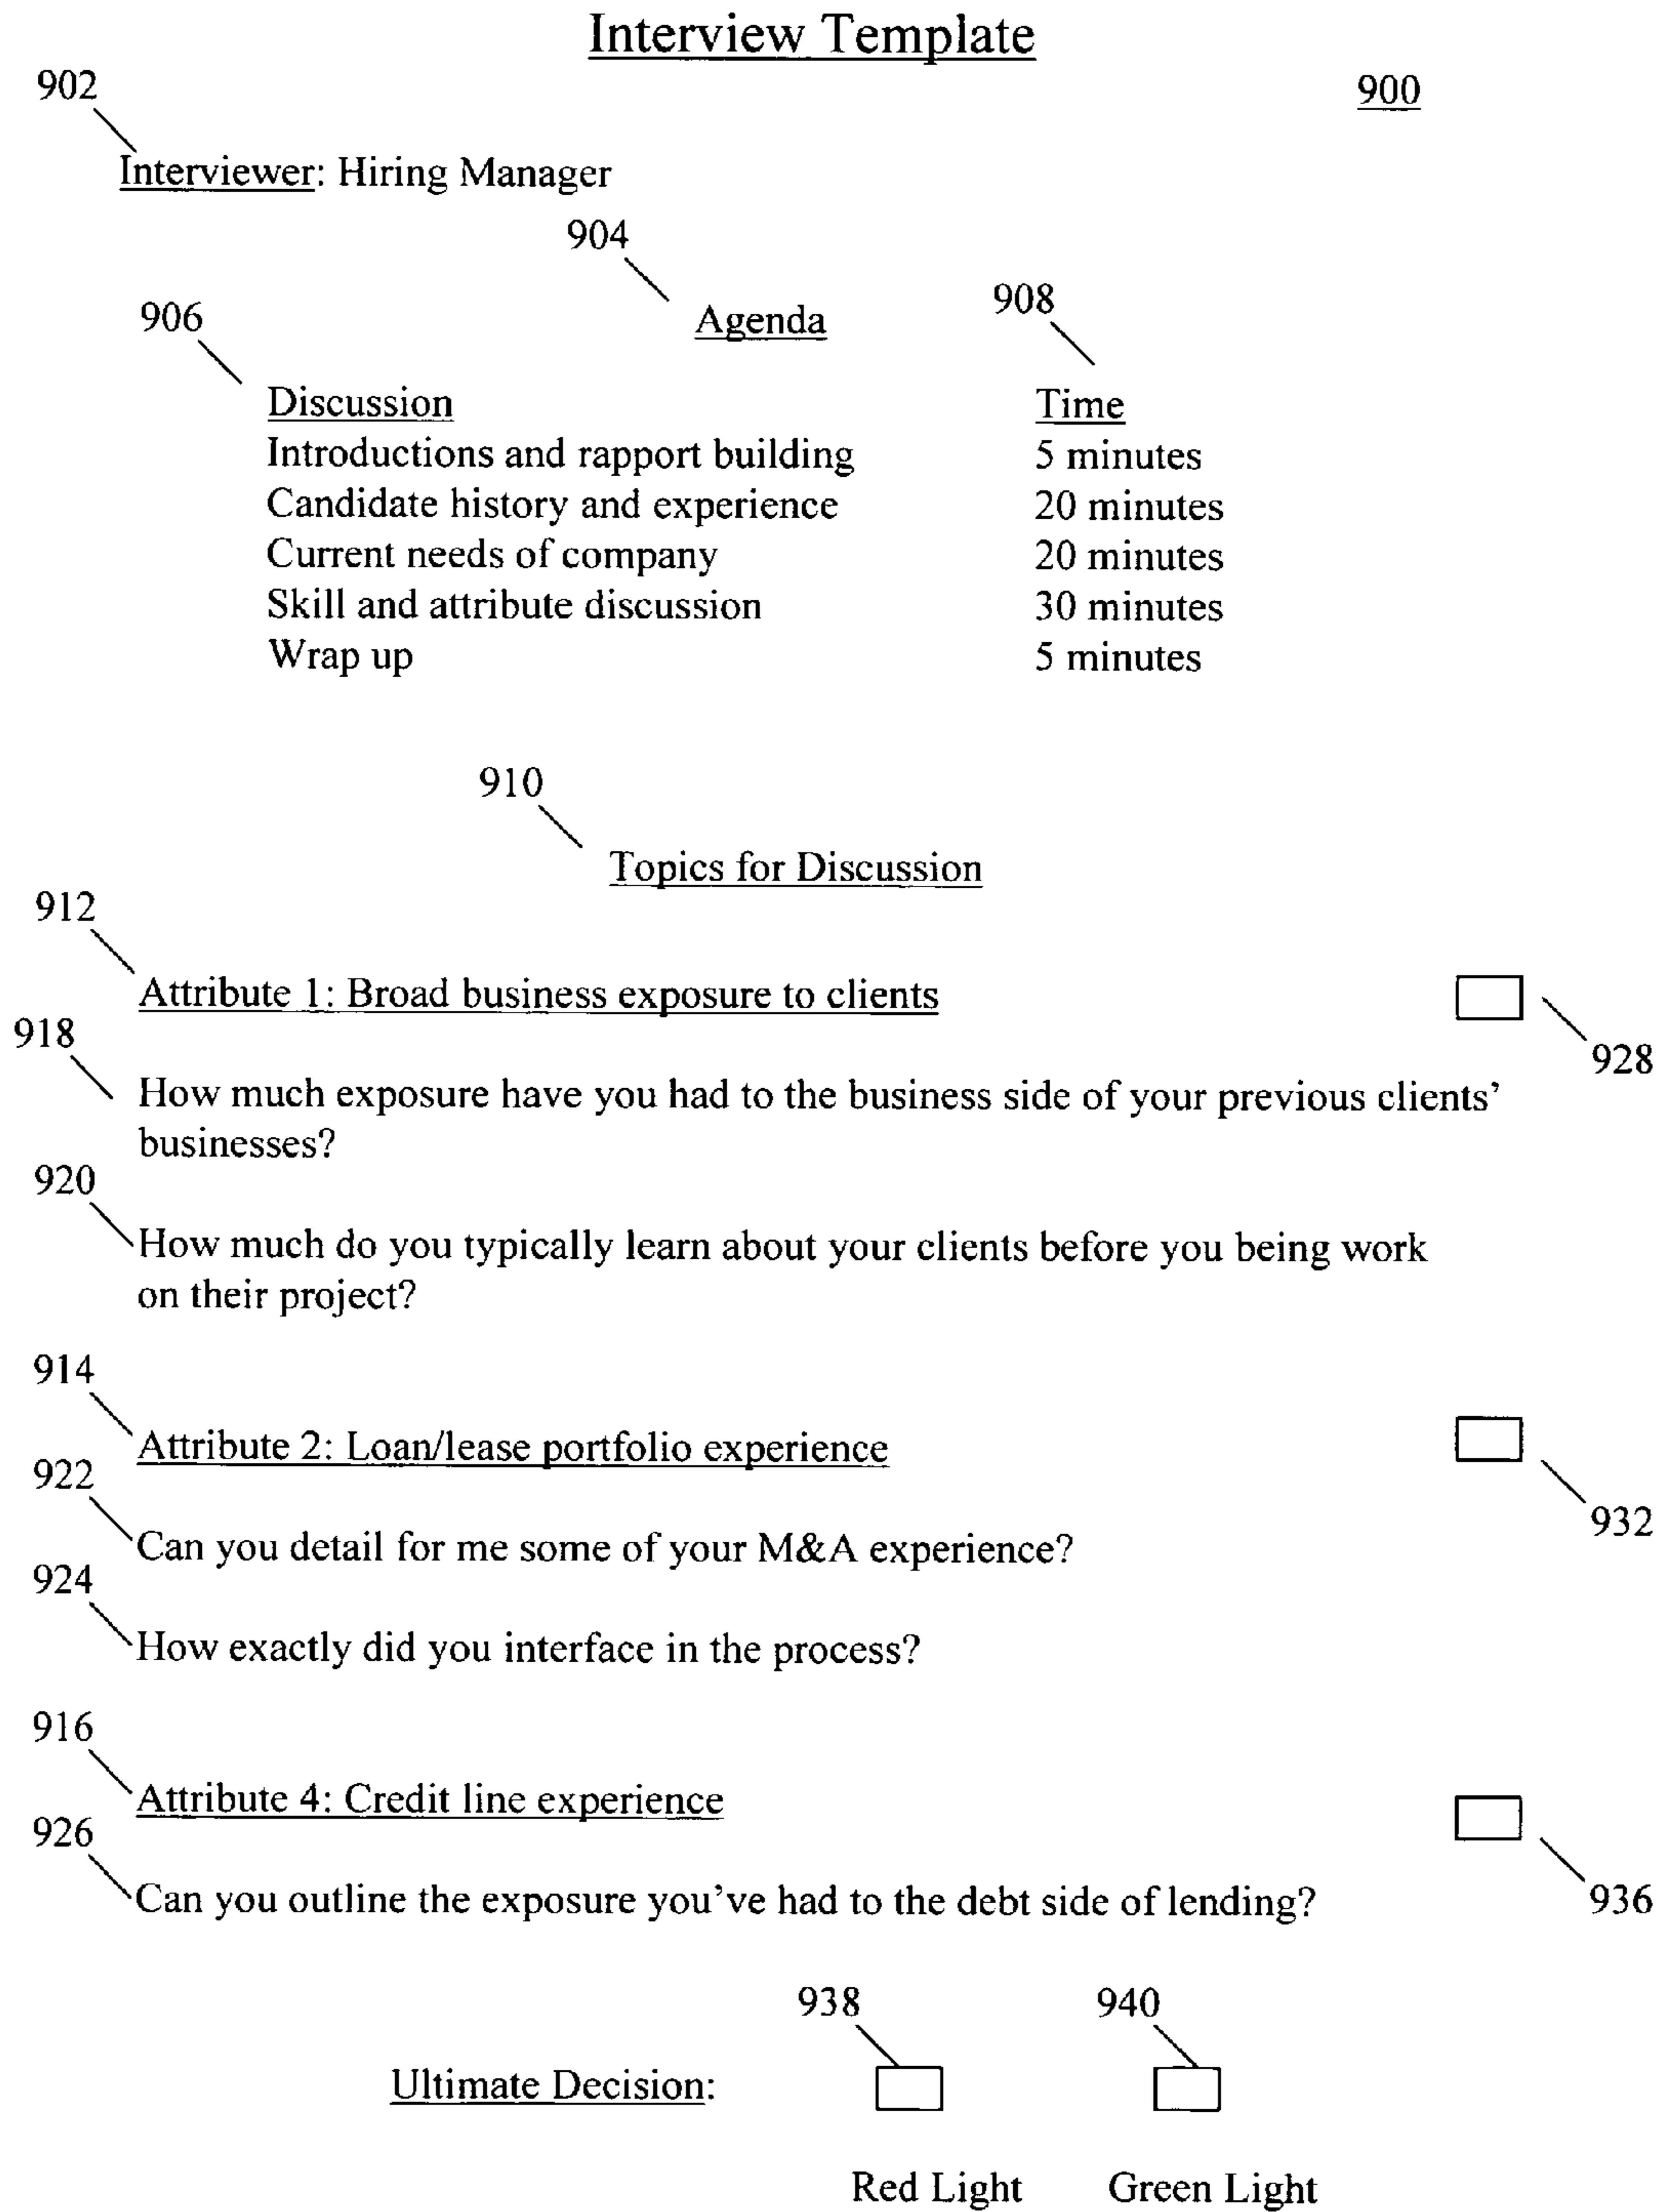 Interview Template
902
900
Interviewer: Hiring Manager
904
906
908
Agenda
Discussion Time
Introductions and rapport building 5 minutes
Candidate history and experience 20 minutes
Current needs of company 20 minutes
Skill and attribute discussion 30 minutes
Wrap up 5 minutes
910
Topics for Discussion
912
Attribute 1: Broad business exposure to clients
928
918
How much exposure have you had to the business side of your previous clients’
businesses?
920
How much do you typically learn about your clients before you being work
on their project?
914
Attribute 2: Loan/lease portfolio experience
932
922
Can you detail for me some of your M&A experience?
924
How exactly did you interface in the process?
916
Attribute 4: Credit line experience
936
926
Can you outline the exposure you’ve had to the debt side of lending?
938 940
Ultimate Decision:
Red Light Green Light